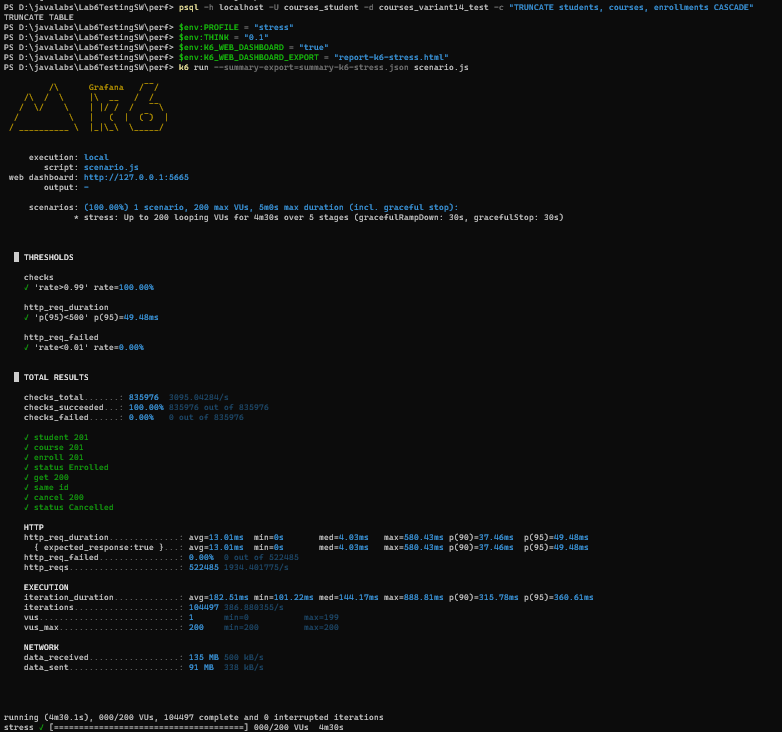 PS D:\javalabs\Lab6TestingSW\perf> psql -h localhost -U courses_student -d courses_variant14_test -c "TRUNCATE students, courses, enrollments CASCADE"
TRUNCATE TABLE
PS D:\javalabs\Lab6TestingSW\perf> $env:PROFILE = "stress"
PS D:\javalabs\Lab6TestingSW\perf> $env:THINK = "0.1"
PS D:\javalabs\Lab6TestingSW\perf> $env:K6_WEB_DASHBOARD = "true"
PS D:\javalabs\Lab6TestingSW\perf> $env:K6_WEB_DASHBOARD_EXPORT = "report-k6-stress.html"
PS D:\javalabs\Lab6TestingSW\perf> k6 run --summary-export=summary-k6-stress.json scenario.js
Grafana
execution: local
script: scenario.js
web dashboard: http://127.0.0.1:5665
output: -
scenarios: (100.00%) 1 scenario, 200 max VUs, 5m0s max duration (incl. graceful stop):
* stress: Up to 200 looping VUs for 4m30s over 5 stages (gracefulRampDown: 30s, gracefulStop: 30s)
█ THRESHOLDS
checks
✓ 'rate>0.99' rate=100.00%
http_req_duration
✓ 'p(95)<500' p(95)=49.48ms
http_req_failed
✓ 'rate<0.01' rate=0.00%
█ TOTAL RESULTS
checks_total.......: 835976 3095.04284/s
checks_succeeded...: 100.00% 835976 out of 835976
checks_failed......: 0.00% 0 out of 835976
✓ student 201
✓ course 201
✓ enroll 201
✓ status Enrolled
✓ get 200
✓ same id
✓ cancel 200
✓ status Cancelled
HTTP
http_req_duration..............: avg=13.01ms min=0s med=4.03ms max=580.43ms p(90)=37.46ms p(95)=49.48ms
{ expected_response:true }...: avg=13.01ms min=0s med=4.03ms max=580.43ms p(90)=37.46ms p(95)=49.48ms
http_req_failed................: 0.00% 0 out of 522485
http_reqs......................: 522485 1934.401775/s
EXECUTION
iteration_duration.............: avg=182.51ms min=101.22ms med=144.17ms max=888.81ms p(90)=315.78ms p(95)=360.61ms
iterations.....................: 104497 386.880355/s
vus............................: 1 min=0 max=199
vus_max........................: 200 min=200 max=200
NETWORK
data_received..................: 135 MB 500 kB/s
data_sent......................: 91 MB 338 kB/s
running (4m30.1s), 000/200 VUs, 104497 complete and 0 interrupted iterations
stress ✓ [======================================] 000/200 VUs 4m30s